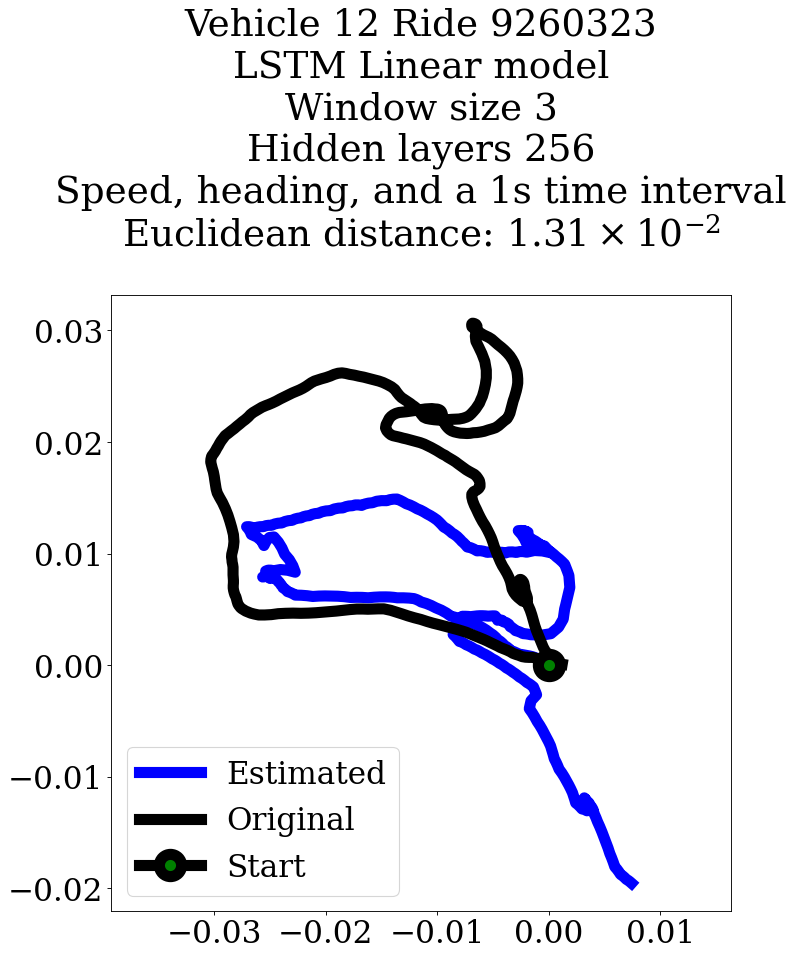 Vehicle 12 Ride 9260323
LSTM Linear model
Window size 3
Hidden layers 256
Speed, heading, and a 1s time interval
Euclidean distance: 1.31 × 10⁻²
0.03
0.02
0.01
0.00
−0.01
−0.02
Estimated
Original
Start
−0.03 −0.02 −0.01 0.00 0.01